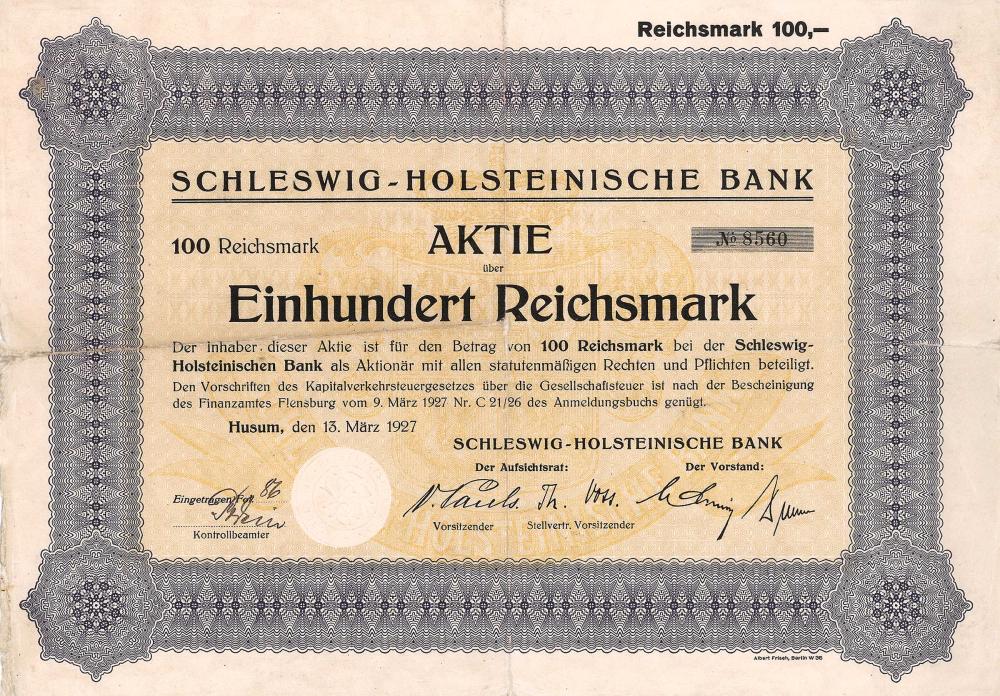 Reichsmark 100,—
SCHLESWIG-HOLSTEINISCHE BANK
100 Reichsmark AKTIE № 8560
über
Einhundert Reichsmark
Der Inhaber dieser Aktie ist für den Betrag von 100 Reichsmark bei der Schleswig-
Holsteinischen Bank als Aktionär mit allen statutenmäßigen Rechten und Pflichten beteiligt.
Den Vorschriften des Kapitalverkehrsteuergesetzes über die Gesellschaftsteuer ist nach der Bescheinigung
des Finanzamtes Flensburg vom 9. März 1927 Nr. C 21/26 des Anmeldungsbuchs genügt.
Husum, den 13. März 1927
SCHLESWIG-HOLSTEINISCHE BANK
Der Aufsichtsrat: Der Vorstand:
Eingetragen Fol. 86
Th. Voss.
Kontrollbeamter
Vorsitzender Stellvertr. Vorsitzender
Albert Frisch, Berlin W 35